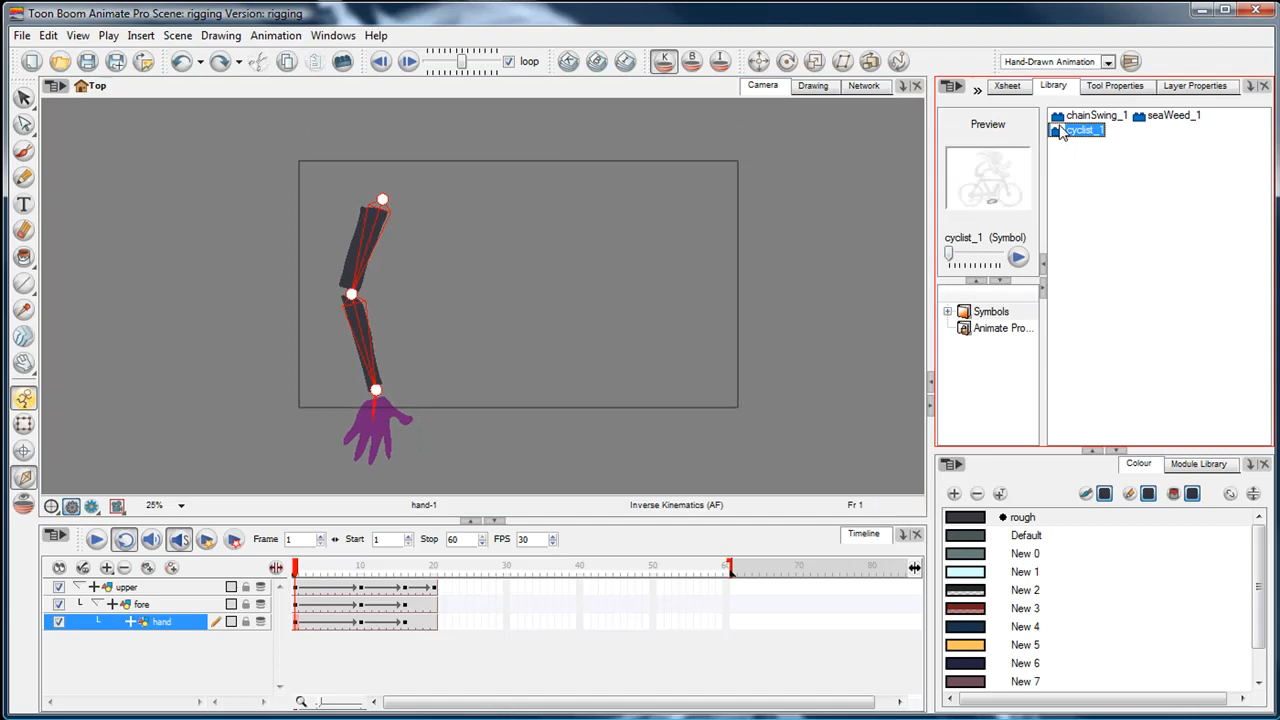 Toon Boom Animate Pro Scene: rigging Version: rigging
File Edit View Play Insert Scene Drawing Animation Windows Help
loop
K B T
Hand-Drawn Animation
Top
Camera Drawing Network
Xsheet Library Tool Properties Layer Properties
Preview
chainSwing_1 seaWeed_1
cyclist_1
cyclist_1 (Symbol)
Symbols
Animate Pro...
25% hand-1 Inverse Kinematics (AF) Fr 1
Colour Module Library
Frame 1 Start 1 Stop 60 FPS 30 Timeline
10 20 30 40 50 60 70 80
upper
fore
hand
rough
Default
New 0
New 1
New 2
New 3
New 4
New 5
New 6
New 7